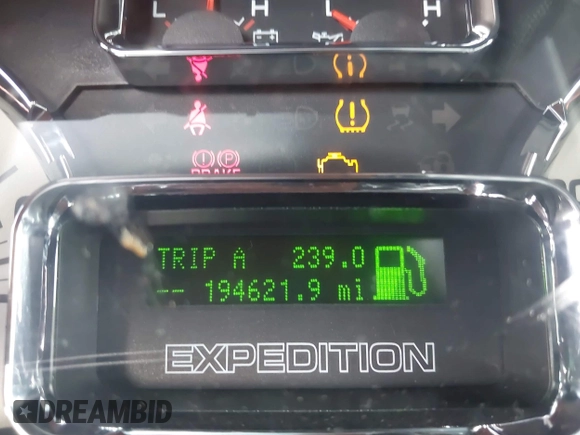 L H L H
(!) (P)
BRAKE
TRIP A 239.0
-- 194621.9 mi
EXPEDITION
DREAMBID